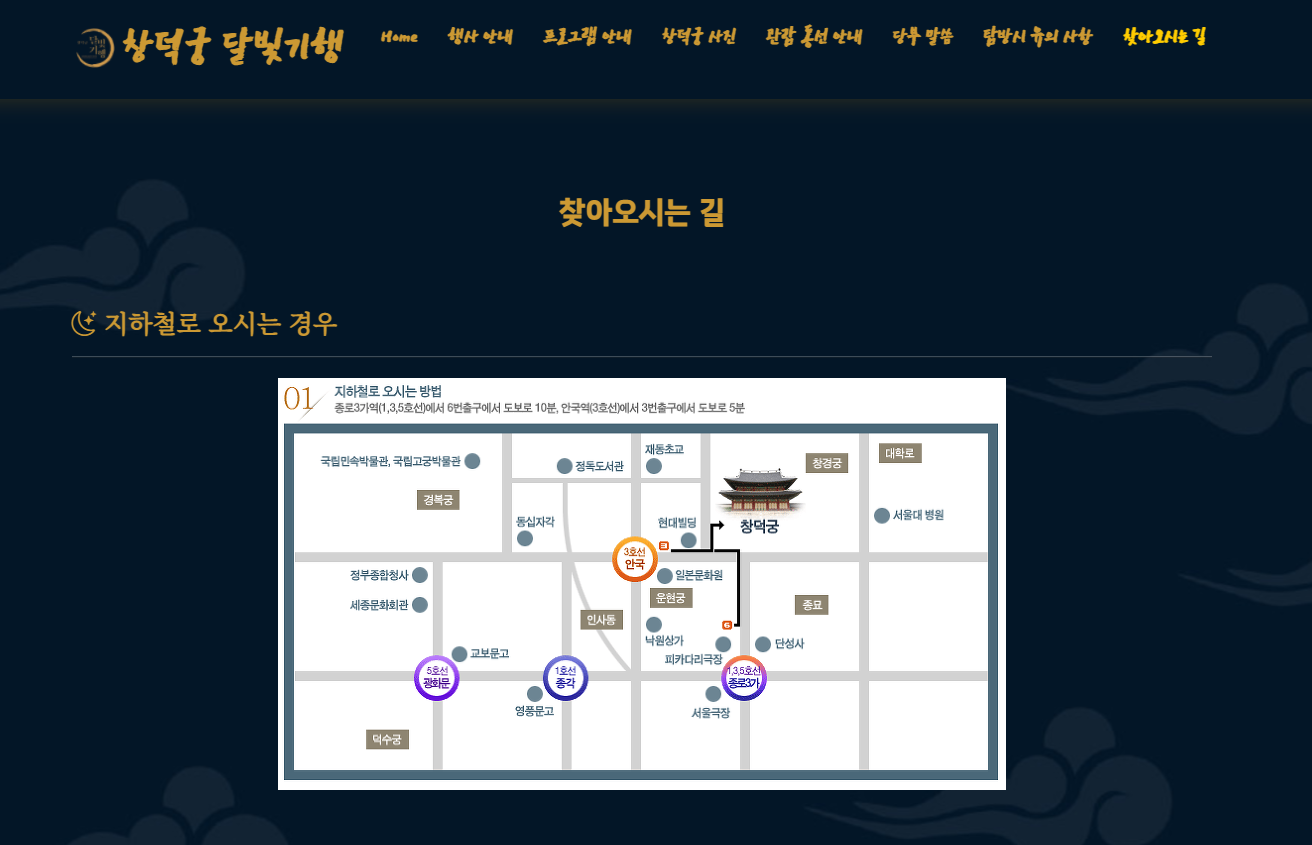 창덕궁 달빛기행
Home
행사 안내
프로그램 안내
창덕궁 사진
관람 동선 안내
당부 말씀
탐방시 유의 사항
찾아오시는 길
찾아오시는 길
지하철로 오시는 경우
01 지하철로 오시는 방법
종로3가역(1,3,5호선)에서 6번출구에서 도보로 10분, 안국역(3호선)에서 3번출구에서 도보로 5분
재동초교
대학로
국립민속박물관, 국립고궁박물관
정독도서관
창경궁
경복궁
서울대 병원
동십자각
현대빌딩
창덕궁
3호선
안국
3
정부종합청사
일본문화원
세종문화회관
운현궁
종묘
인사동
6
낙원상가
단성사
교보문고
피카디리극장
5호선
광화문
1호선
종각
1,3,5호선
종로3가
영풍문고
서울극장
덕수궁